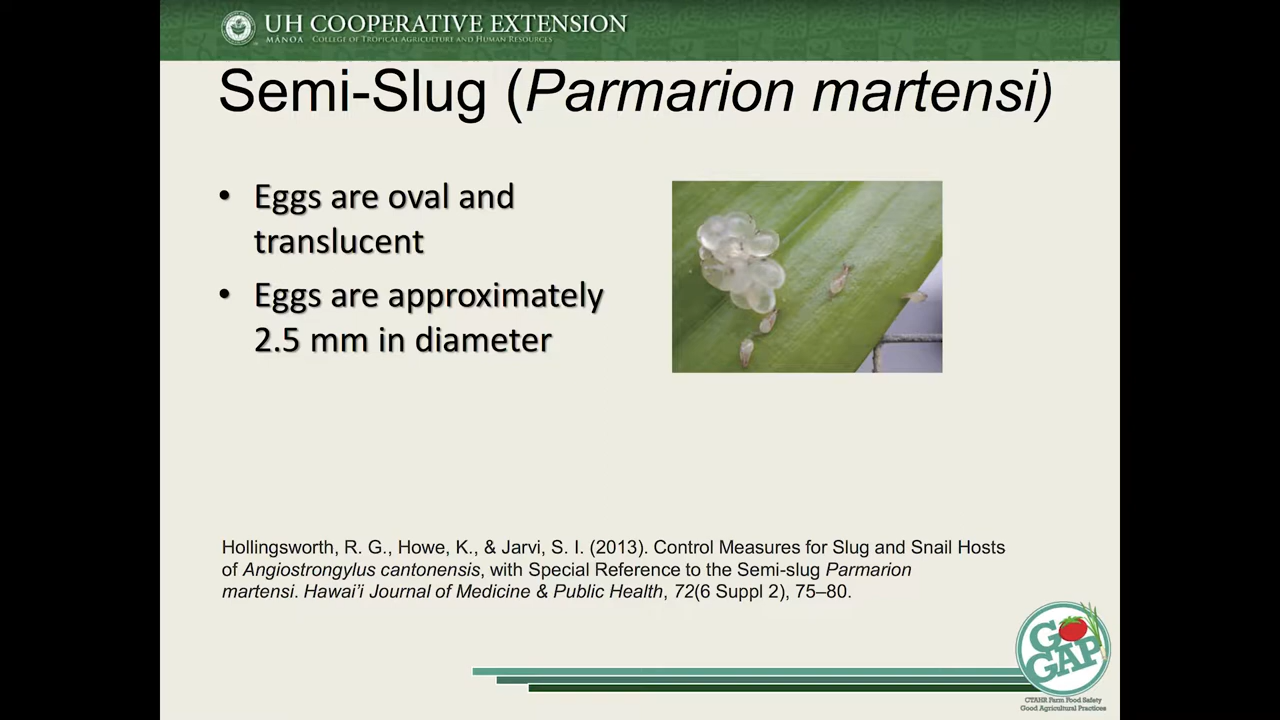 UH COOPERATIVE EXTENSION
MĀNOA COLLEGE OF TROPICAL AGRICULTURE AND HUMAN RESOURCES
Semi-Slug (Parmarion martensi)
• Eggs are oval and
translucent
• Eggs are approximately
2.5 mm in diameter
Hollingsworth, R. G., Howe, K., & Jarvi, S. I. (2013). Control Measures for Slug and Snail Hosts
of Angiostrongylus cantonensis, with Special Reference to the Semi-slug Parmarion
martensi. Hawai’i Journal of Medicine & Public Health, 72(6 Suppl 2), 75–80.
GO
GAP
CTAHR Farm Food Safety
Good Agricultural Practices